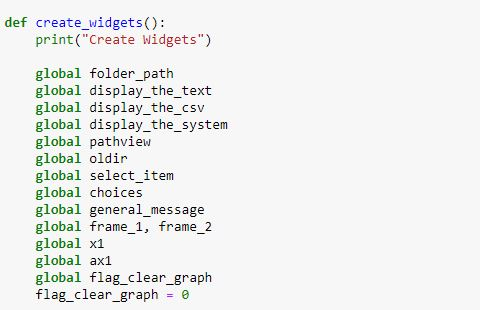 def create_widgets():
    print("Create Widgets")

    global folder_path
    global display_the_text
    global display_the_csv
    global display_the_system
    global pathview
    global oldir
    global select_item
    global choices
    global general_message
    global frame_1, frame_2
    global x1
    global ax1
    global flag_clear_graph
    flag_clear_graph = 0